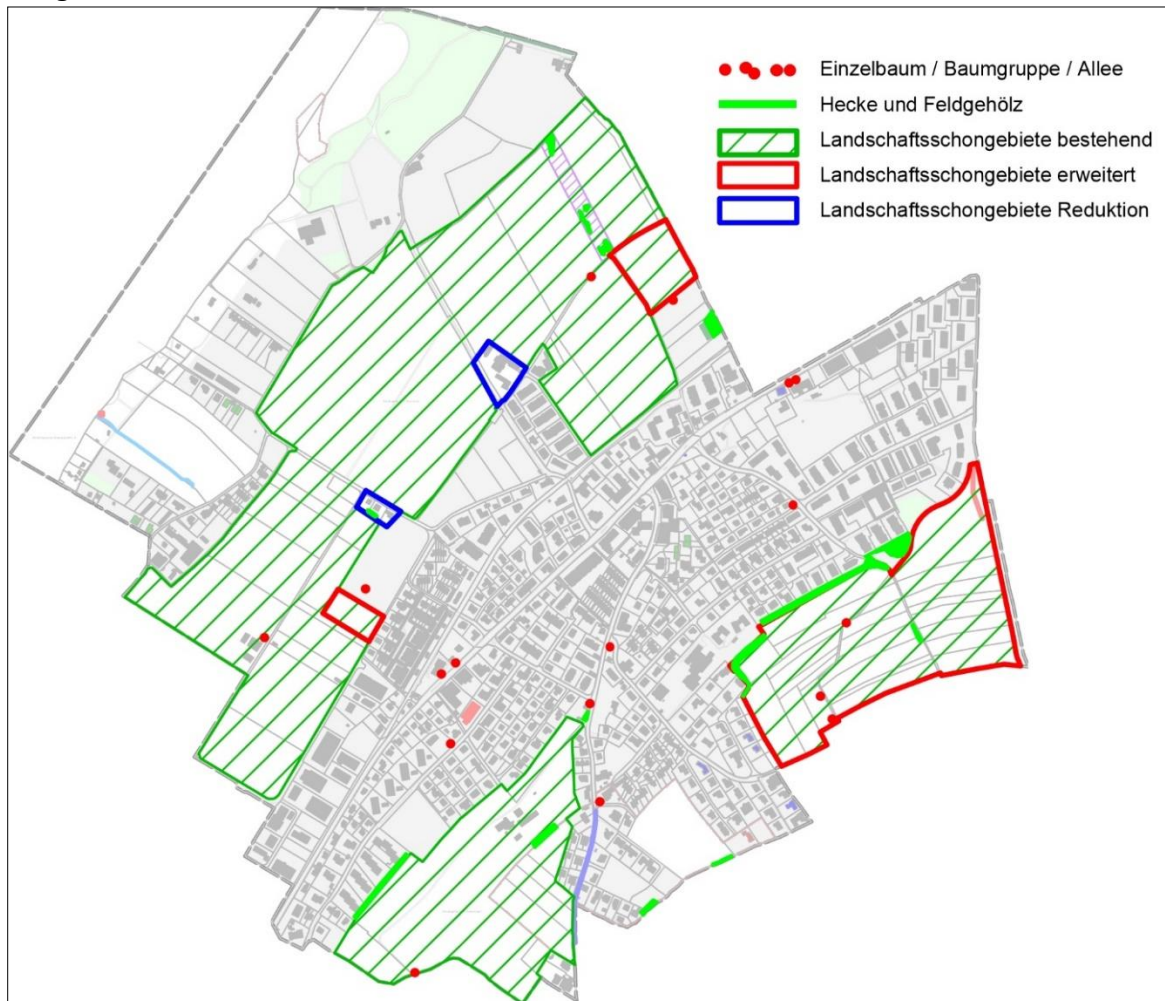 Einzelbaum / Baumgruppe / Allee
Hecke und Feldgehölz
Landschaftsschongebiete bestehend
Landschaftsschongebiete erweitert
Landschaftsschongebiete Reduktion